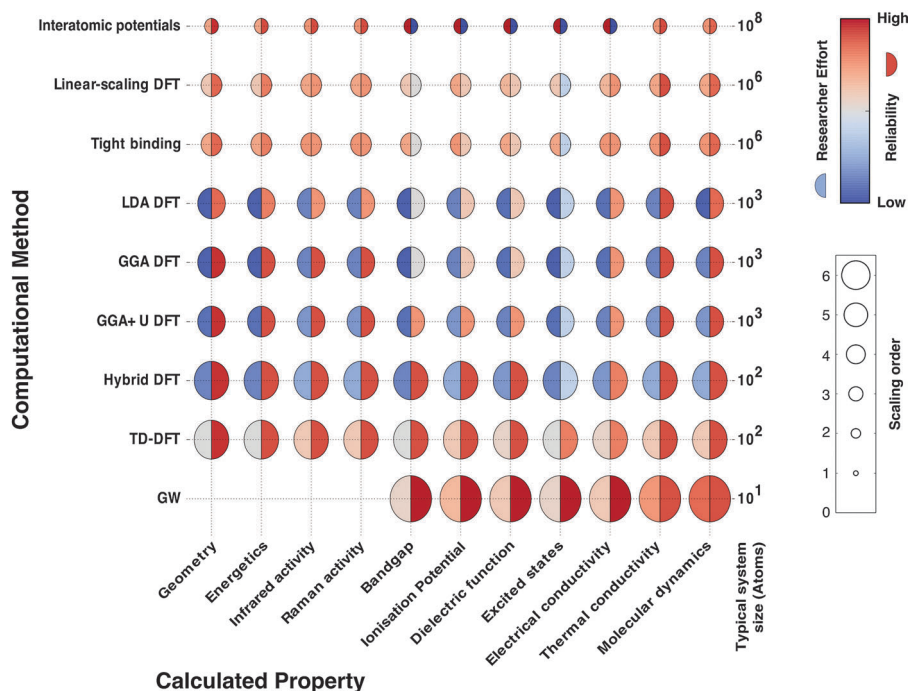 Interatomic potentials
Linear-scaling DFT
Tight binding
LDA DFT
GGA DFT
GGA+ U DFT
Hybrid DFT
TD-DFT
GW
Computational Method
10^8
10^6
10^6
10^3
10^3
10^3
10^2
10^2
10^1
Geometry
Energetics
Infrared activity
Raman activity
Bandgap
Ionisation Potential
Dielectric function
Excited states
Electrical conductivity
Thermal conductivity
Molecular dynamics
Typical system
size (Atoms)
Calculated Property
Researcher Effort
High
Low
Reliability
6
5
4
3
2
1
0
Scaling order